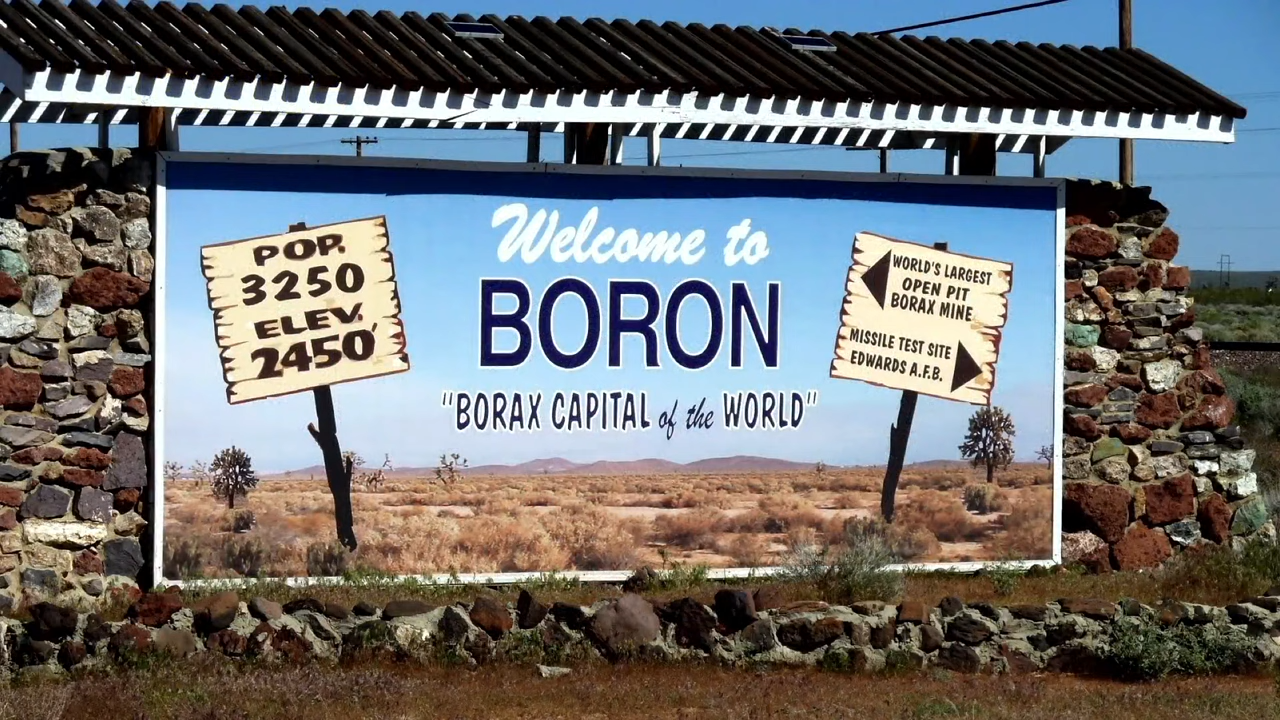 Welcome to
BORON
"BORAX CAPITAL of the WORLD"
POP.
3250
ELEV.
2450'
WORLD'S LARGEST
OPEN PIT
BORAX MINE
MISSILE TEST SITE
EDWARDS A.F.B.